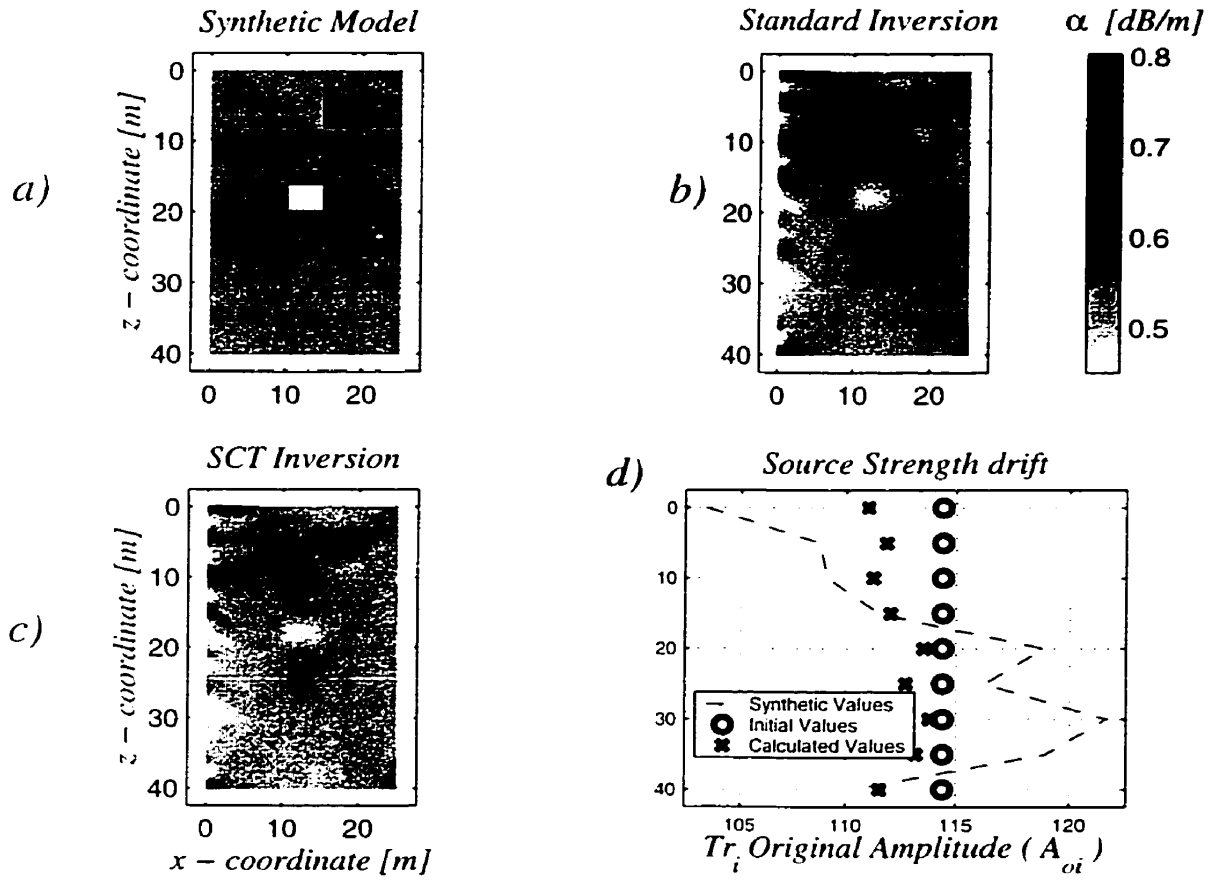 Synthetic Model
a)
z - coordinate [m]
0
10
20
30
40
0
10
20
Standard Inversion
b)
0
10
20
30
40
0
10
20
α [dB/m]
0.8
0.7
0.6
0.5
SCT Inversion
c)
z - coordinate [m]
0
10
20
30
40
0
10
20
x - coordinate [m]
d)
Source Strength drift
0
10
20
30
40
Synthetic Values
Initial Values
Calculated Values
105
110
115
120
Tr_i Original Amplitude ( A_oi )